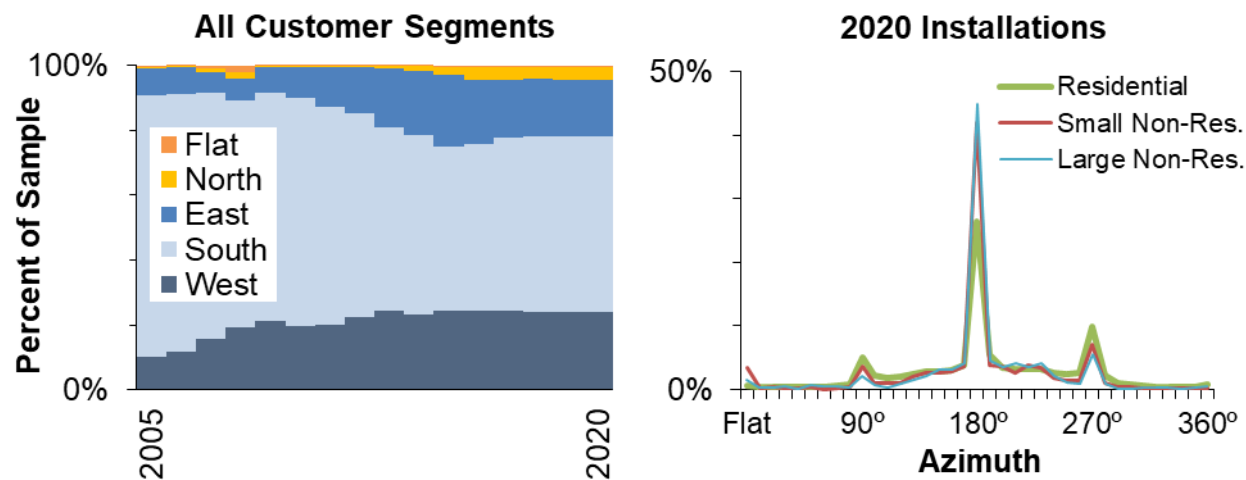 All Customer Segments
Percent of Sample
100%
0%
Flat
North
East
South
West
2005
2020
2020 Installations
50%
0%
Residential
Small Non-Res.
Large Non-Res.
Flat
90º
180º
270º
360º
Azimuth